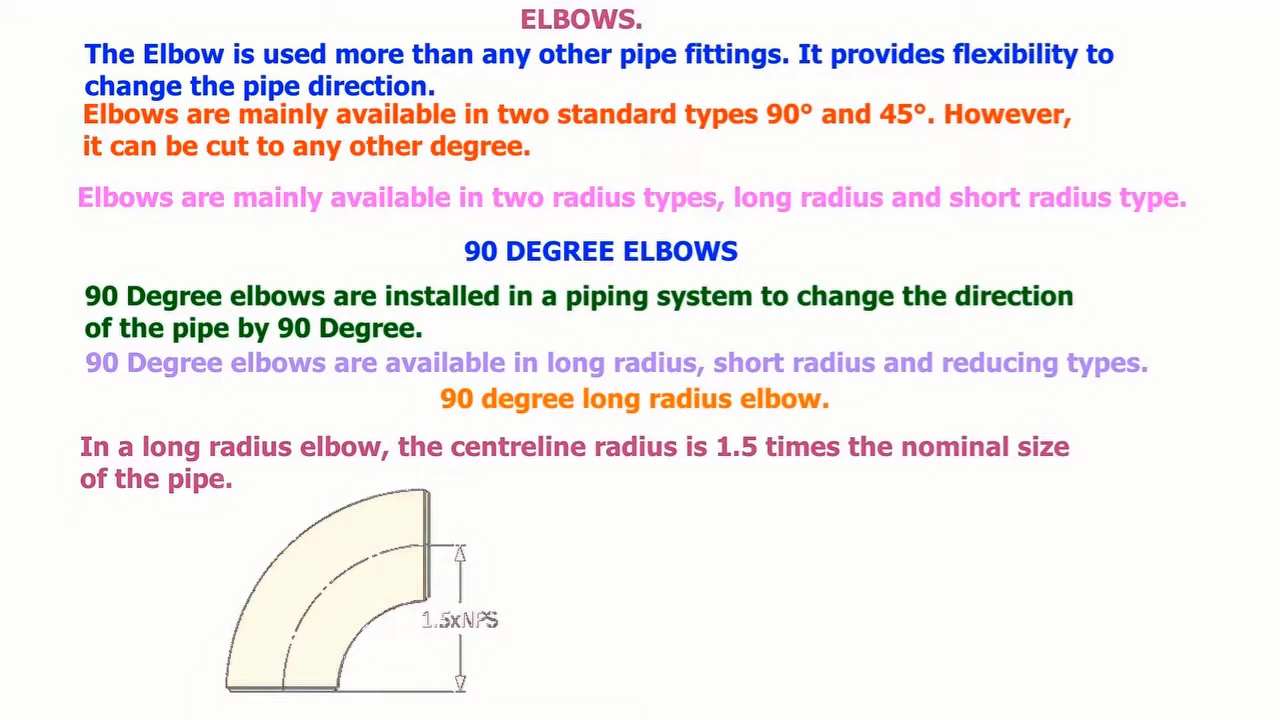 ELBOWS.
The Elbow is used more than any other pipe fittings. It provides flexibility to
change the pipe direction.
Elbows are mainly available in two standard types 90° and 45°. However,
it can be cut to any other degree.
Elbows are mainly available in two radius types, long radius and short radius type.
90 DEGREE ELBOWS
90 Degree elbows are installed in a piping system to change the direction
of the pipe by 90 Degree.
90 Degree elbows are available in long radius, short radius and reducing types.
90 degree long radius elbow.
In a long radius elbow, the centreline radius is 1.5 times the nominal size
of the pipe.
1.5xNPS